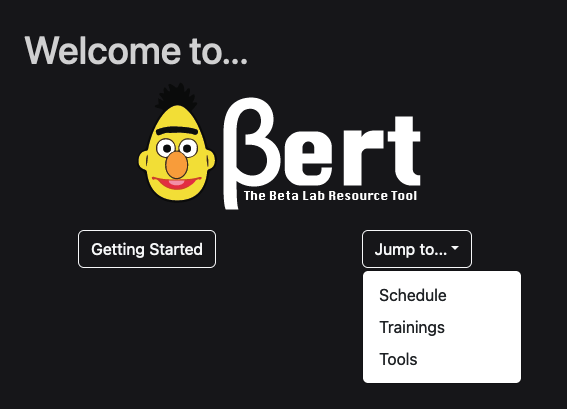 Welcome to...
βert
The Beta Lab Resource Tool
Getting Started
Jump to...
Schedule
Trainings
Tools